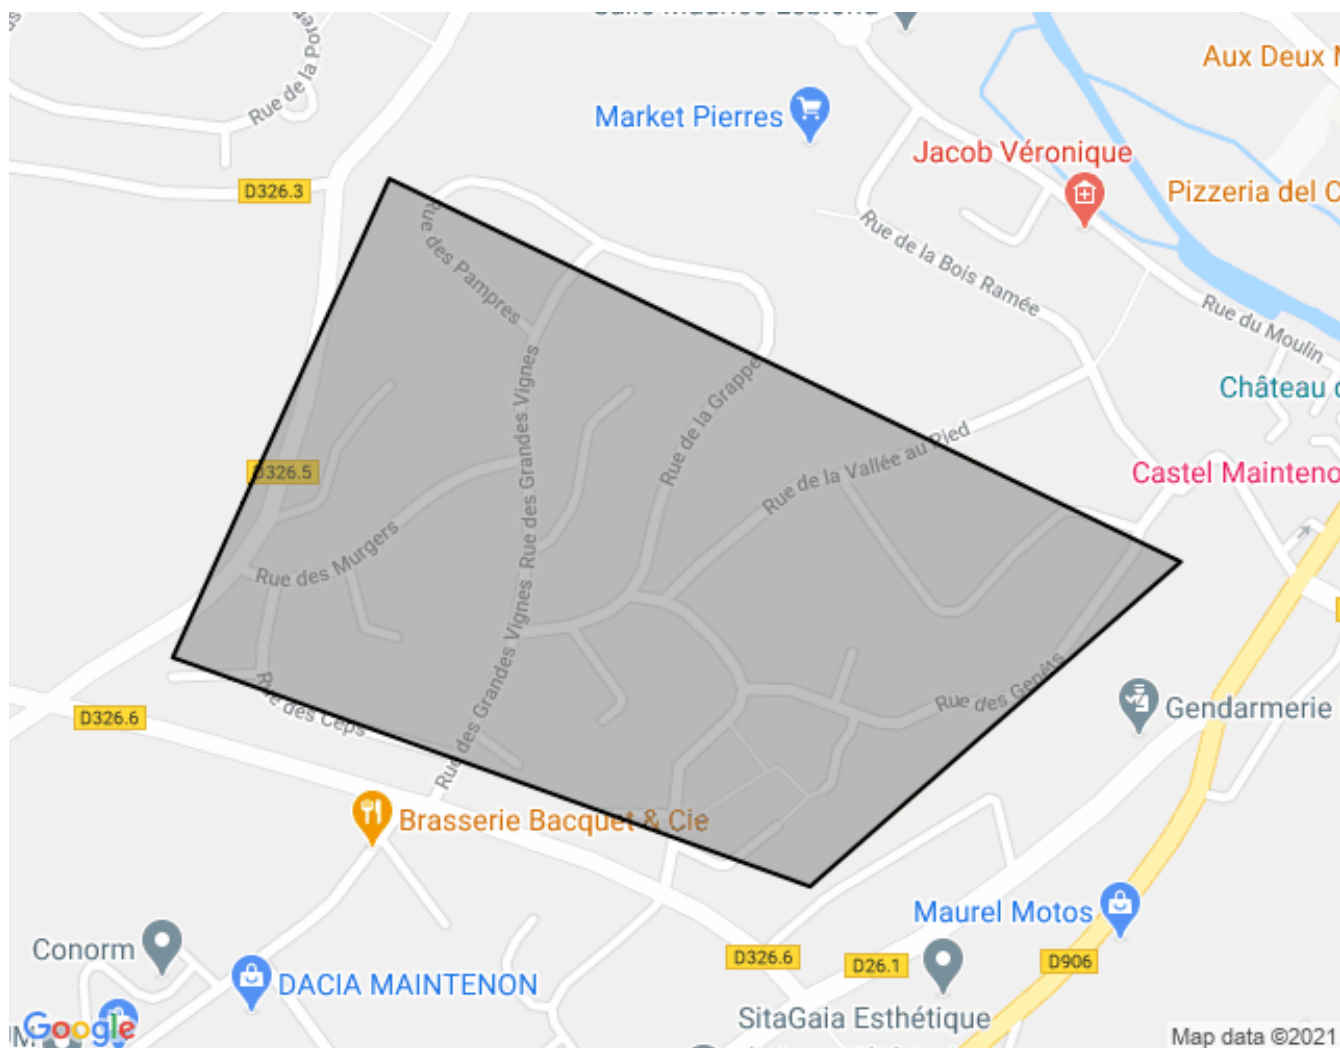 Rue de la
Aux Deux
Market Pierres
Jacob Véronique
D326.3
Pizzeria del
Rue des Pampres
Rue de la Bois Ramée
Rue du Moulin
Rue des Grandes Vignes
Rue de la Grappe
Château
Rue de la Vallée au Pied
D326.5
Castel
Rue des Murgers
Rue des Grandes Vignes
Rue des Genêts
Rue des Ceps
D326.6
Gendarmerie
Brasserie Bacquet & Cie
Maurel Motos
Conorm
D326.6
D26.1
D906
DACIA MAINTENON
SitaGaia Esthétique
Google
Map data ©2021